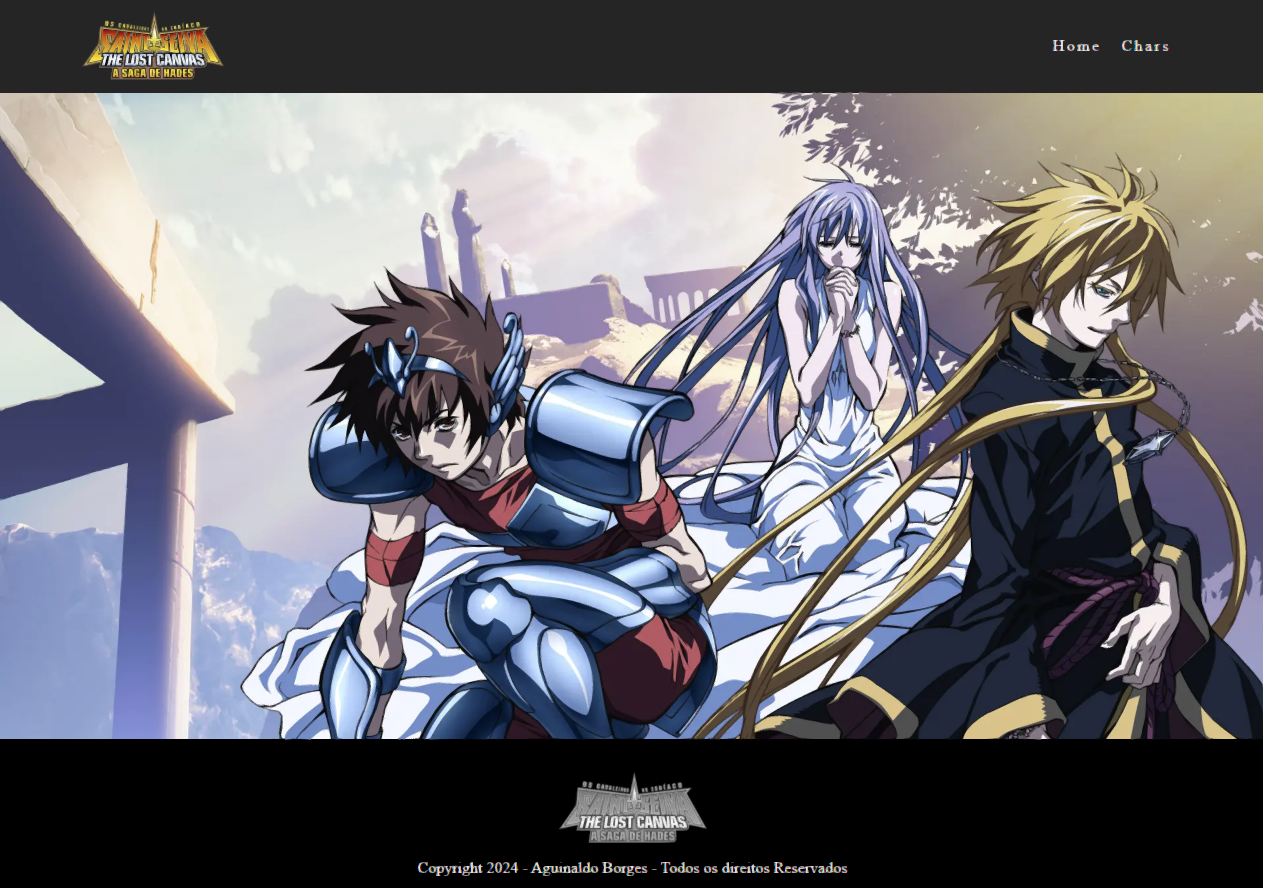 OS CAVALEIROS DO ZODÍACO
SAINT SEIYA
THE LOST CANVAS
A SAGA DE HADES
Home Chars
OS CAVALEIROS DO ZODÍACO
SAINT SEIYA
THE LOST CANVAS
A SAGA DE HADES
Copyright 2024 - Aguinaldo Borges - Todos os direitos Reservados